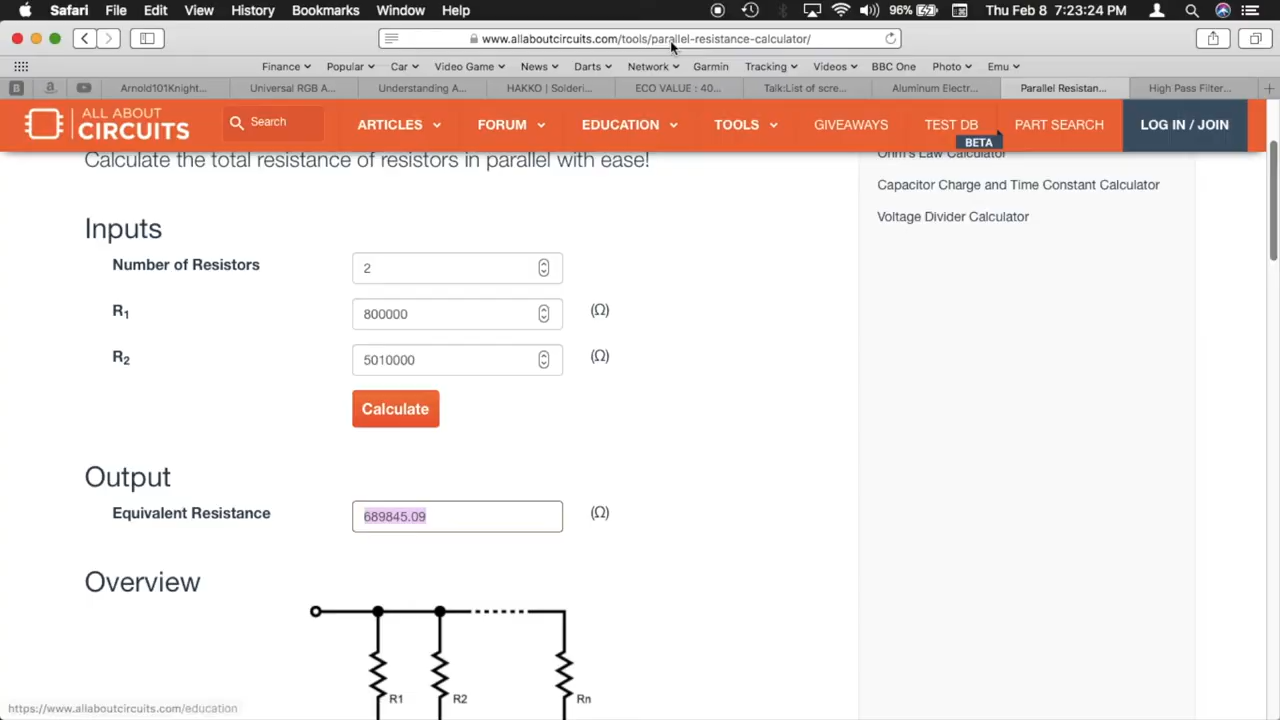 Safari File Edit View History Bookmarks Window Help 96% Thu Feb 8 7:23:24 PM
www.allaboutcircuits.com/tools/parallel-resistance-calculator/
Finance Popular Car Video Game News Darts Network Garmin Tracking Videos BBC One Photo Emu
Arnold101Knight... Universal RGB A... Understanding A... HAKKO | Solderi... ECO VALUE : 40... Talk:List of scre... Aluminum Electr... Parallel Resistan... High Pass Filter...
ALL ABOUT
CIRCUITS
Search
ARTICLES FORUM EDUCATION TOOLS GIVEAWAYS TEST DB PART SEARCH LOG IN / JOIN
BETA
Calculate the total resistance of resistors in parallel with ease!
Ohm's Law Calculator
Capacitor Charge and Time Constant Calculator
Voltage Divider Calculator
Inputs
Number of Resistors 2
R1 800000 (Ω)
R2 5010000 (Ω)
Calculate
Output
Equivalent Resistance 689845.09 (Ω)
Overview
R1 R2 Rn
https://www.allaboutcircuits.com/education